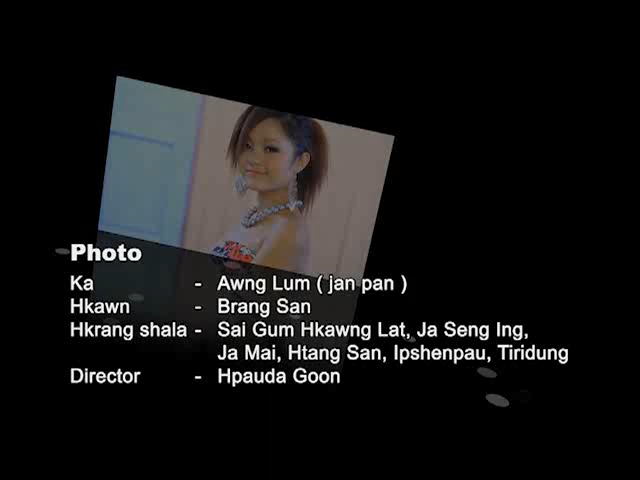 Photo
Ka - Awng Lum ( jan pan )
Hkawn - Brang San
Hkrang shala - Sai Gum Hkawng Lat, Ja Seng Ing,
Ja Mai, Htang San, Ipshenpau, Tiridung
Director - Hpauda Goon